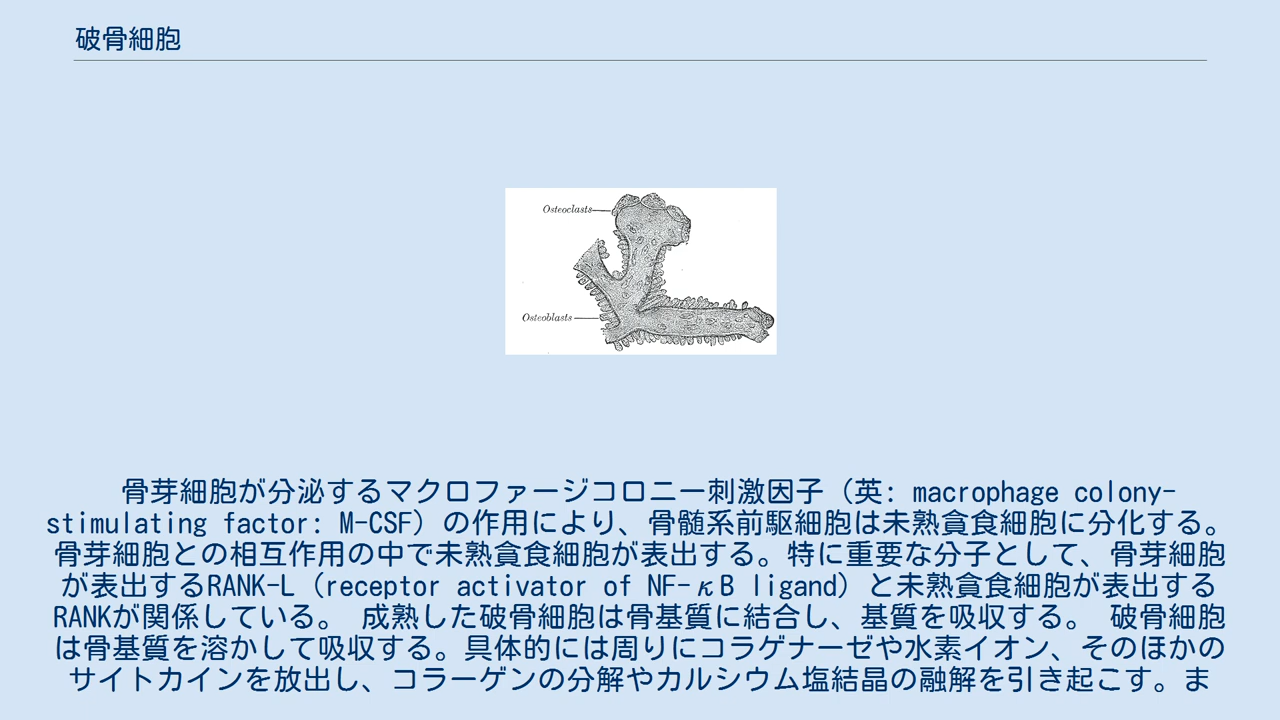 破骨細胞
Osteoclasts
Osteoblasts
骨芽細胞が分泌するマクロファージコロニー刺激因子（英: macrophage colony-
stimulating factor: M-CSF）の作用により、骨髄系前駆細胞は未熟貪食細胞に分化する。
骨芽細胞との相互作用の中で未熟貪食細胞が表出する。特に重要な分子として、骨芽細胞
が表出するRANK-L（receptor activator of NF-κB ligand）と未熟貪食細胞が表出する
RANKが関係している。 成熟した破骨細胞は骨基質に結合し、基質を吸収する。 破骨細胞
は骨基質を溶かして吸収する。具体的には周りにコラゲナーゼや水素イオン、そのほかの
サイトカインを放出し、コラーゲンの分解やカルシウム塩結晶の融解を引き起こす。ま